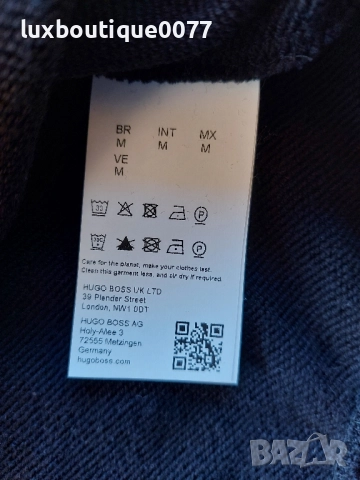 luxboutique0077
BR INT MX
M M M
VE
M
Care for the planet, make your clothes last.
Clean this garment less, and air dry if required.
HUGO BOSS UK LTD
39 Plender Street
London, NW1 0DT
HUGO BOSS AG
Holy-Allee 3
72555 Metzingen
Germany
hugoboss.com
BAZAR